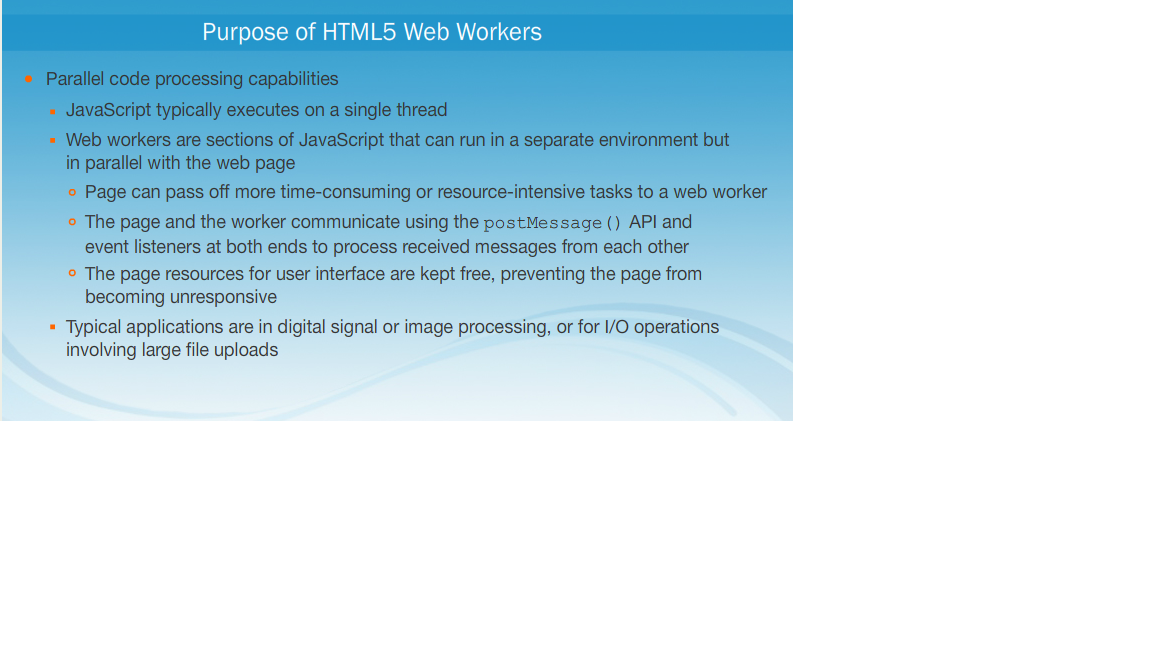 Purpose of HTML5 Web Workers
Parallel code processing capabilities
JavaScript typically executes on a single thread
Web workers are sections of JavaScript that can run in a separate environment but
in parallel with the web page
Page can pass off more time-consuming or resource-intensive tasks to a web worker
The page and the worker communicate using the postMessage() API and
event listeners at both ends to process received messages from each other
The page resources for user interface are kept free, preventing the page from
becoming unresponsive
Typical applications are in digital signal or image processing, or for I/O operations
involving large file uploads